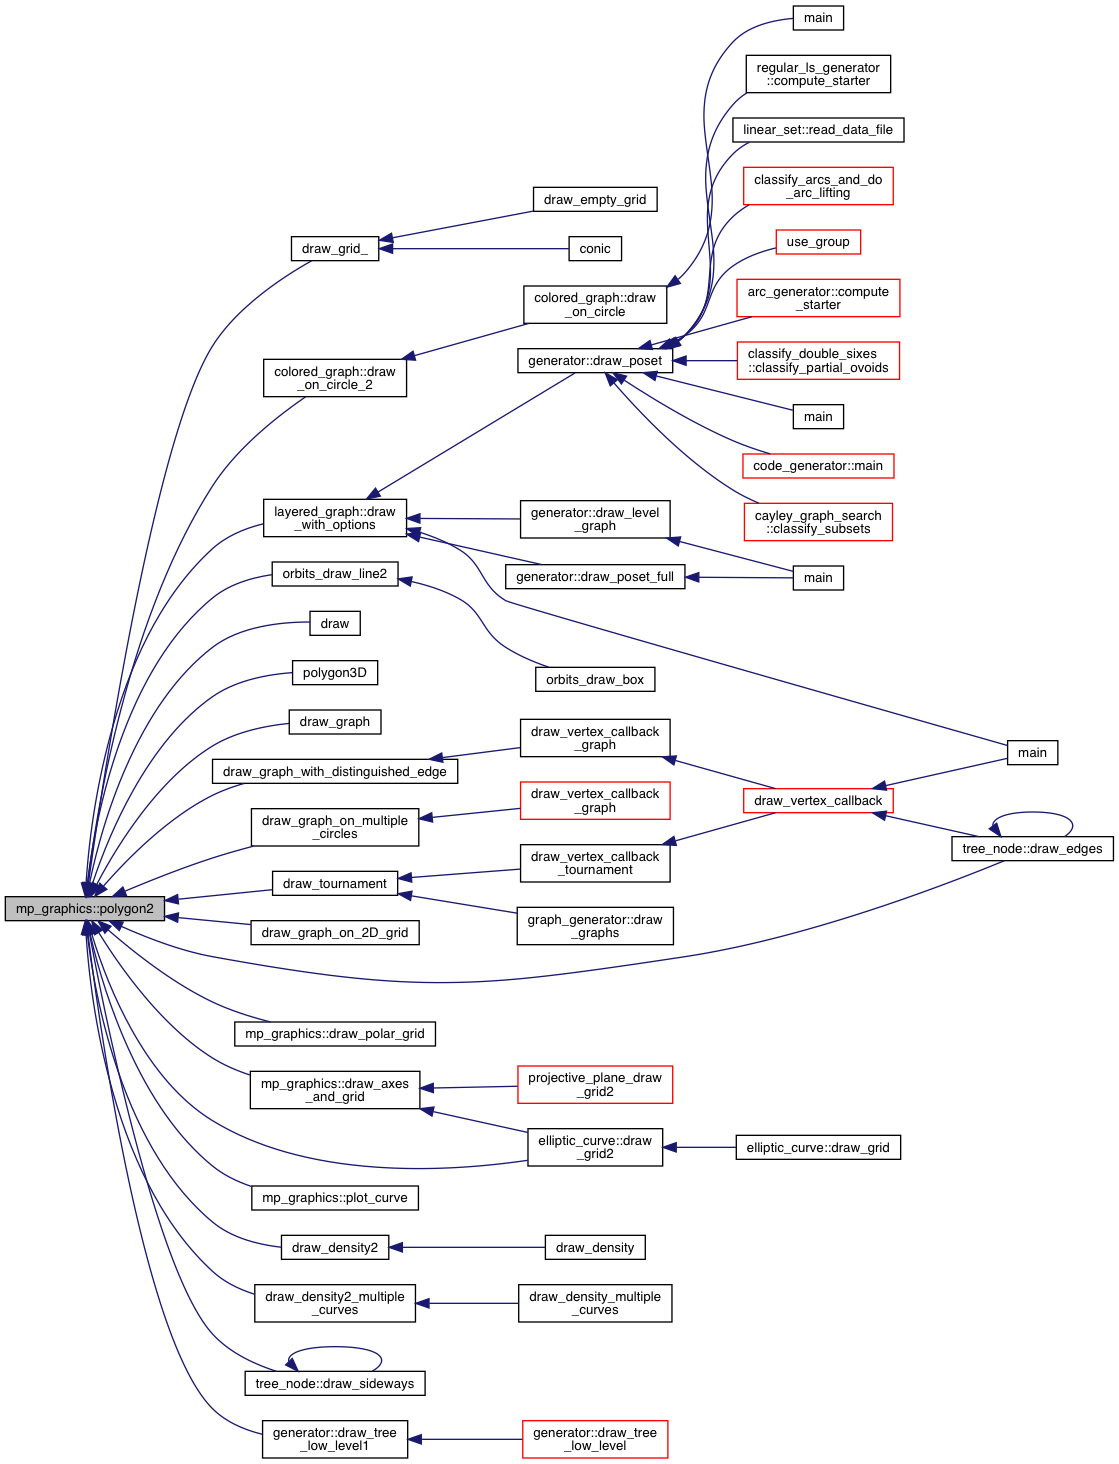 main
regular_ls_generator
::compute_starter
linear_set::read_data_file
classify_arcs_and_do
_arc_lifting
draw_empty_grid
use_group
draw_grid_
conic
arc_generator::compute
_starter
colored_graph::draw
_on_circle
generator::draw_poset
classify_double_sixes
::classify_partial_ovoids
colored_graph::draw
_on_circle_2
main
code_generator::main
layered_graph::draw
_with_options
generator::draw_level
_graph
cayley_graph_search
::classify_subsets
orbits_draw_line2
generator::draw_poset_full
main
draw
polygon3D
orbits_draw_box
draw_graph
draw_vertex_callback
_graph
main
draw_graph_with_distinguished_edge
draw_vertex_callback
_graph
draw_vertex_callback
draw_graph_on_multiple
_circles
tree_node::draw_edges
draw_vertex_callback
_tournament
draw_tournament
mp_graphics::polygon2
graph_generator::draw
_graphs
draw_graph_on_2D_grid
mp_graphics::draw_polar_grid
mp_graphics::draw_axes
_and_grid
projective_plane_draw
_grid2
elliptic_curve::draw
_grid2
elliptic_curve::draw_grid
mp_graphics::plot_curve
draw_density2
draw_density
draw_density2_multiple
_curves
draw_density_multiple
_curves
tree_node::draw_sideways
generator::draw_tree
_low_level1
generator::draw_tree
_low_level